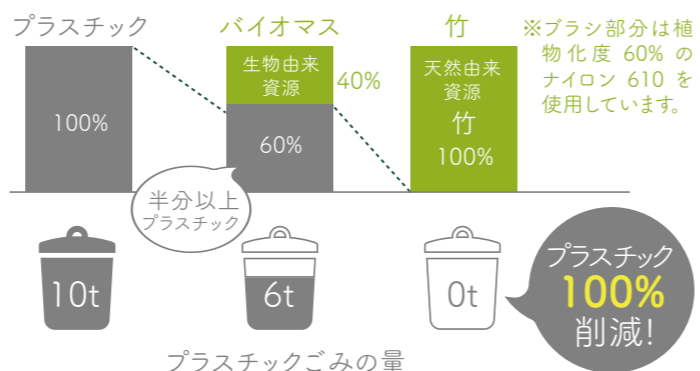 プラスチック
バイオマス
竹
※ブラシ部分は植
物化度 60% の
ナイロン 610 を
使用しています。
100%
生物由来
資源
40%
60%
天然由来
資源
竹
100%
半分以上
プラスチック
10t
6t
0t
プラスチック
100%
削減!
プラスチックごみの量